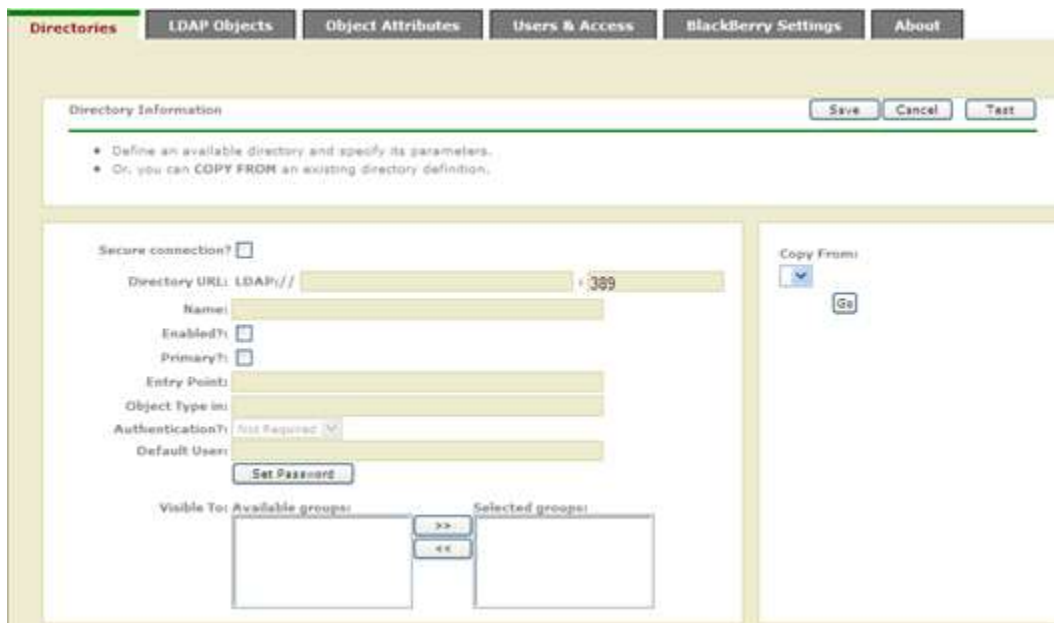 Directories LDAP Objects Object Attributes Users & Access BlackBerry Settings About
Directory Information Save Cancel Test
• Define an available directory and specify its parameters.
• Or, you can COPY FROM an existing directory definition.
Secure connection?
Directory URL: LDAP:// : 389
Name:
Enabled?:
Primary?:
Entry Point:
Object Type in:
Authentication?: Not Required
Default User:
Set Password
Visible To: Available groups: Selected groups:
>>
<<
Copy From:
Go